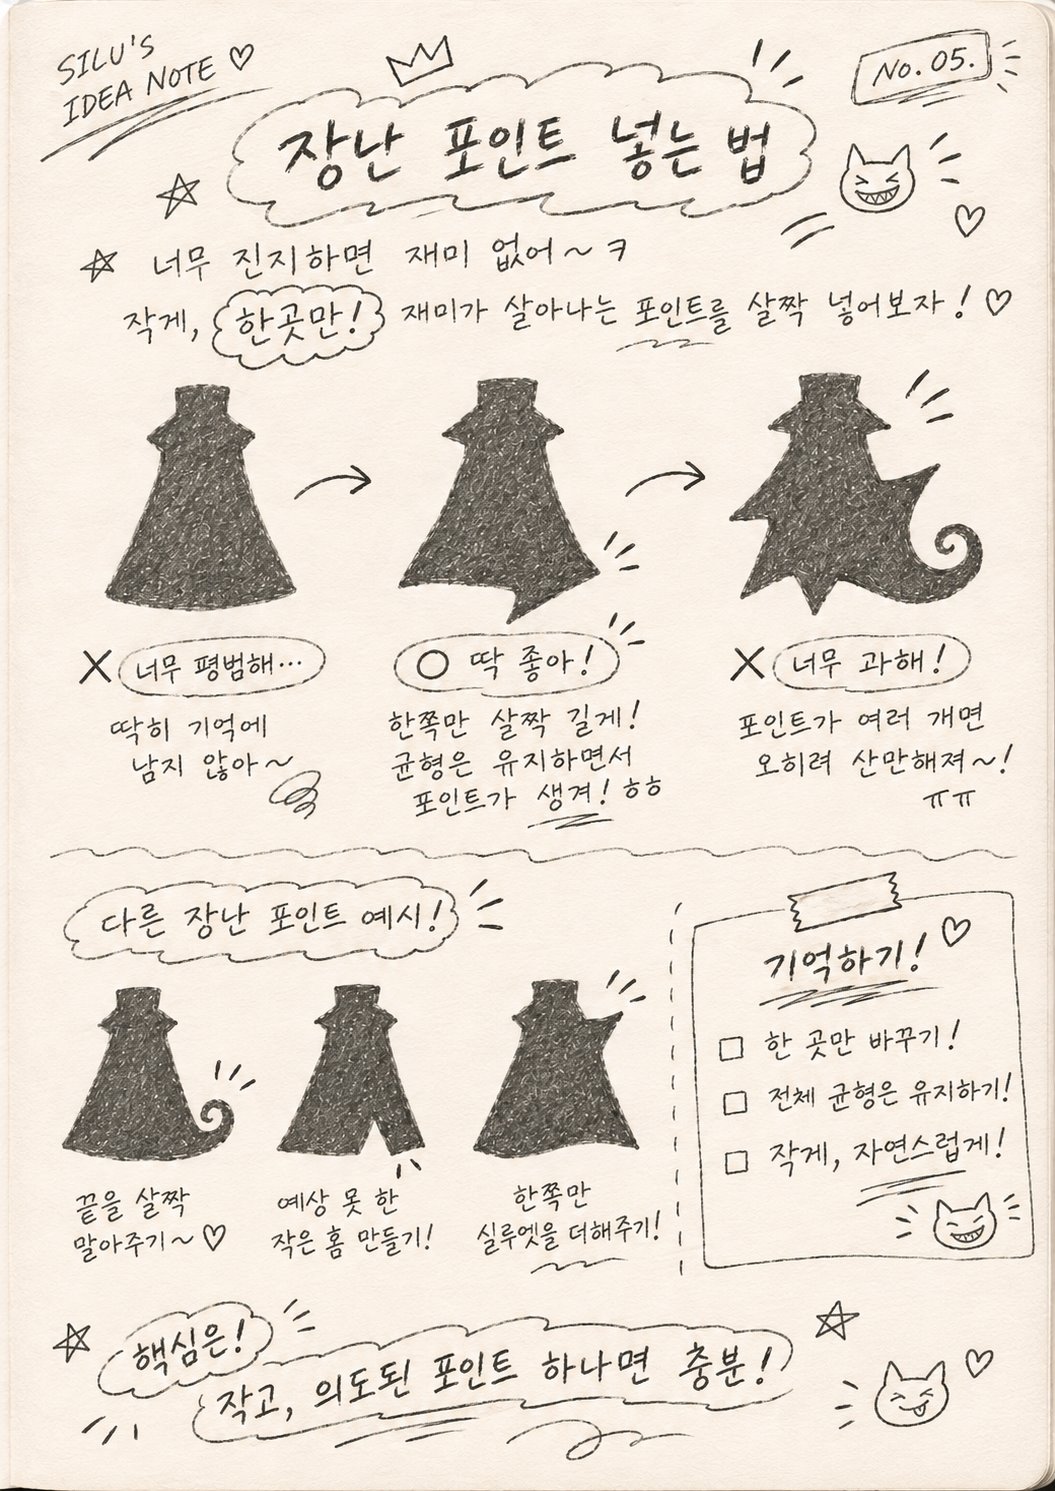 SILU'S
IDEA NOTE ♡
No. 05.
장난 포인트 넣는 법
너무 진지하면 재미 없어~ㅋ
작게, 한곳만! 재미가 살아나는 포인트를 살짝 넣어보자! ♡
X 너무 평범해...
딱히 기억에
남지 않아~
O 딱 좋아!
한쪽만 살짝 길게!
균형은 유지하면서
포인트가 생겨! ㅎㅎ
X 너무 과해!
포인트가 여러 개면
오히려 산만해져~!
ㅠㅠ
다른 장난 포인트 예시!
끝을 살짝
말아주기~♡
예상 못 한
작은 홈 만들기!
한쪽만
실루엣을 더해주기!
기억하기! ♡
□ 한 곳만 바꾸기!
□ 전체 균형은 유지하기!
□ 작게, 자연스럽게!
핵심은!
작고, 의도된 포인트 하나면 충분!